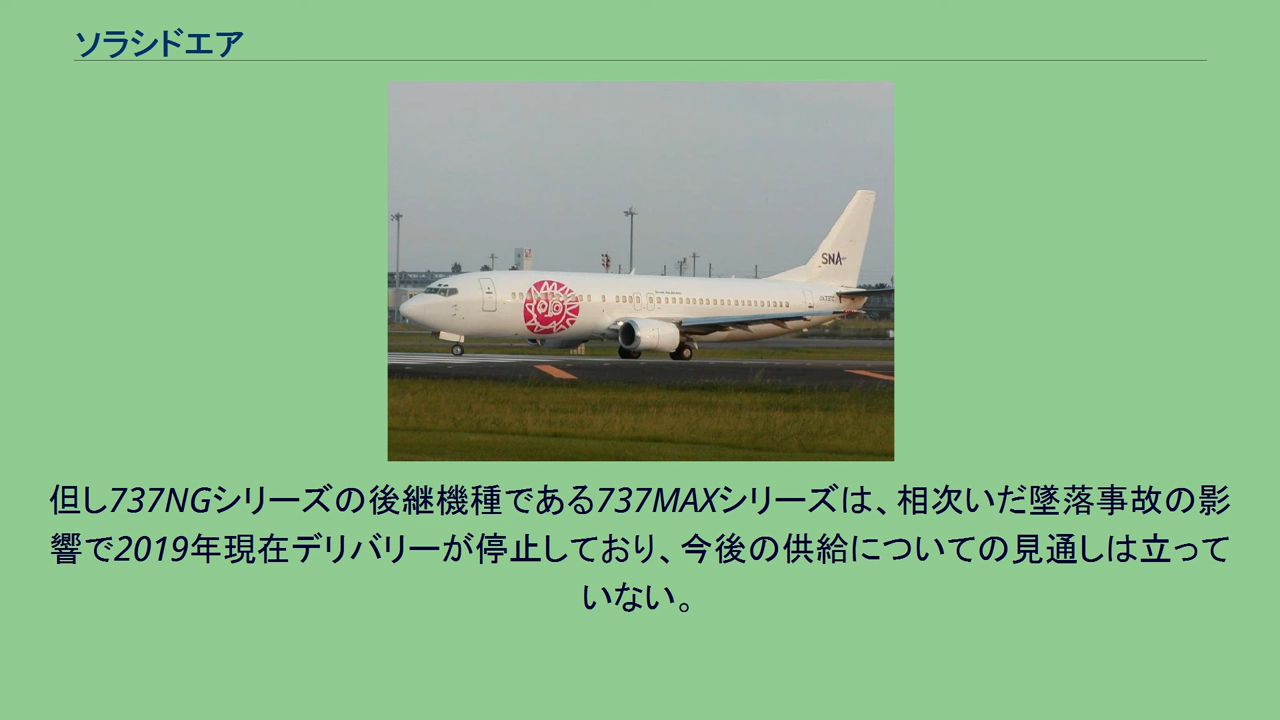 ソラシドエア
SNA
但し737NGシリーズの後継機種である737MAXシリーズは、相次いだ墜落事故の影
響で2019年現在デリバリーが停止しており、今後の供給についての見通しは立って
いない。